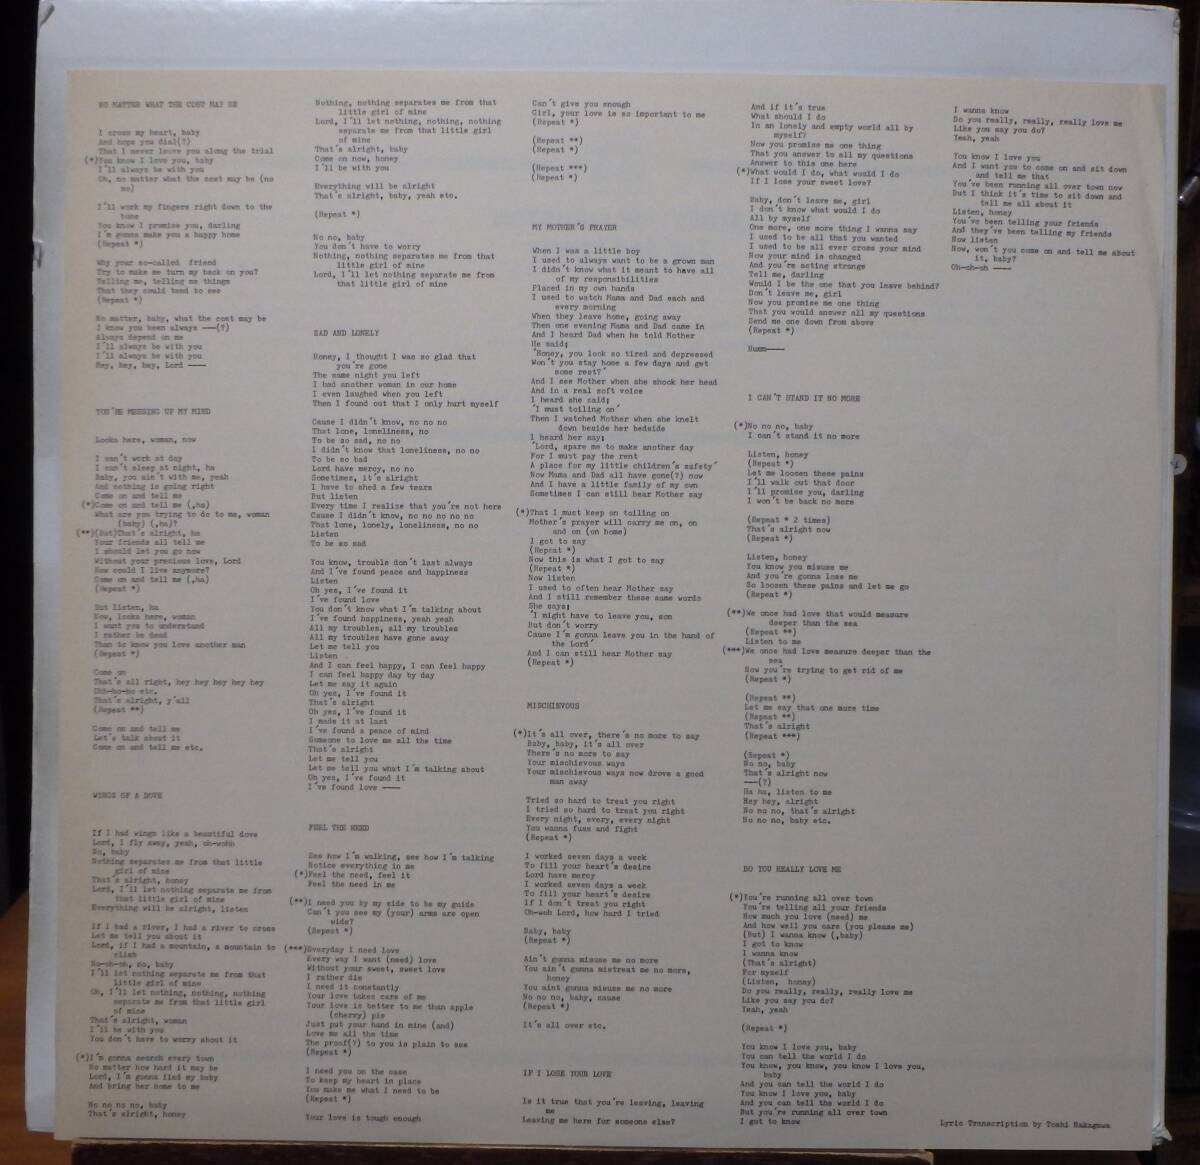 NO MATTER WHAT THE COST MAY BE
I cross my heart, baby
And hope you dial(?)
That I never leave you along the trial
(*)You know I love you, baby
I'll always be with you
Oh, no matter what the cost may be (no
no)
I'll work my fingers right down to the
bone
You know I promise you, darling
I'm gonna make you a happy home
(Repeat *)
Why your so-called friend
Try to make me turn my back on you?
Telling me, telling me things
That they could tend to see
(Repeat *)
No matter, baby, what the cost may be
I know you been always ——(?)
Always depend on me
I'll always be with you
I'll always be with you
Hey, hey, hey, Lord ——
YOU'RE MESSING UP MY MIND
Looka here, woman, now
I can't work at day
I can't sleep at night, ha
Baby, you ain't with me, yeah
And nothing is going right
Come on and tell me
(*)Come on and tell me (,ha)
What are you trying to do to me, woman
(baby) (,ha)?
(**)(But)That's alright, ha
Your friends all tell me
I should let you go now
Without your precious love, Lord
How could I live anymore?
Come on and tell me (,ha)
(Repeat *)
But listen, ha
Now, looka here, woman
I want you to understand
I rather be dead
Than to know you love another man
(Repeat *)
Come on
That's all right, hey hey hey hey hey
Ohh-ho-ho etc.
That's alright, y'all
(Repeat **)
Come on and tell me
Let's talk about it
Come on and tell me etc.
WINGS OF A DOVE
If I had wings like a beautiful dove
Lord, I fly away, yeah, oh-wohh
No, baby
Nothing separates me from that little
girl of mine
That's alright, honey
Lord, I'll let nothing separate me from
that little girl of mine
Everything will be alright, listen
If I had a river, I had a river to cross
Let me tell you about it
Lord, if I had a mountain, a mountain to
climb
No-oh-oh, no, baby
I'll let nothing separate me from that
little girl of mine
Oh, I'll let nothing, nothing, nothing
separate me from that little girl
of mine
That's alright, woman
I'll be with you
You don't have to worry about it
(*)I'm gonna search every town
No matter how hard it may be
Lord, I'm gonna find my baby
And bring her home to me
No no no no, baby
That's alright, honey
Nothing, nothing separates me from that
little girl of mine
Lord, I'll let nothing, nothing, nothing
separate me from that little girl
of mine
That's alright, baby
Come on now, honey
I'll be with you
Everything will be alright
That's alright, baby, yeah etc.
(Repeat *)
No no, baby
You don't have to worry
Nothing, nothing separates me from that
little girl of mine
Lord, I'll let nothing separate me from
that little girl of mine
SAD AND LONELY
Honey, I thought I was so glad that
you're gone
The same night you left
I had another woman in our home
I even laughed when you left
Then I found out that I only hurt myself
Cause I didn't know, no no no
That lone, loneliness, no
To be so sad, no no
I didn't know that loneliness, no no
To be so bad
Lord have mercy, no no
Sometimes, it's alright
I have to shed a few tears
But listen
Every time I realize that you're not here
Cause I didn't know, no no no no no
That lone, lonely, loneliness, no no
Listen
To be so sad
You know, trouble don't last always
And I've found peace and happiness
Listen
Oh yes, I've found it
I've found love
You don't know what I'm talking about
I've found happiness, yeah yeah
All my troubles, all my troubles
All my troubles have gone away
Let me tell you
Listen
And I can feel happy, I can feel happy
I can feel happy day by day
Let me say it again
Oh yes, I've found it
That's alright
Oh yes, I've found it
I made it at last
I've found a peace of mind
Someone to love me all the time
That's alright
Let me tell you
Let me tell you what I'm talking about
Oh yes, I've found it
I've found love ——
FEEL THE NEED
See how I'm walking, see how I'm talking
Notice everything in me
(*)Feel the need, feel it
Feel the need in me
(**)I need you by my side to be my guide
Can't you see my (your) arms are open
wide?
(Repeat *)
(***)Everyday I need love
Every way I want (need) love
Without your sweet, sweet love
I rather die
I need it constantly
Your love takes care of me
Your love is better to me than apple
(cherry) pie
Just put your hand in mine (and)
Love me all the time
The proof(?) to you is plain to see
(Repeat *)
I need you on the case
To keep my heart in place
You make me what I need to be
(Repeat *)
Your love is tough enough
Can't give you enough
Girl, your love is so important to me
(Repeat *)
(Repeat **)
(Repeat *)
(Repeat ***)
(Repeat *)
MY MOTHER'S PRAYER
When I was a little boy
I used to always want to be a grown man
I didn't know what it meant to have all
of my responsibilities
Placed in my own hands
I used to watch Mama and Dad each and
every morning
When they leave home, going away
Then one evening Mama and Dad came in
And I heard Dad when he told Mother
He said;
'Honey, you look so tired and depressed
Won't you stay home a few days and get
some rest?'
And I see Mother when she shook her head
And in a real soft voice
I heard she said;
'I must toiling on'
Then I watched Mother when she knelt
down beside her bedside
I heard her say;
'Lord, spare me to make another day
For I must pay the rent
A place for my little children's safety'
Now Mama and Dad all have gone(?) now
And I have a little family of my own
Sometimes I can still hear Mother say
(*)That I must keep on toiling on
Mother's prayer will carry me on, on
and on (on home)
I got to say
(Repeat *)
Now this is what I got to say
(Repeat *)
Now listen
I used to often hear Mother say
And I still remember these same words
She says;
'I might have to leave you, son
But don't worry
Cause I'm gonna leave you in the hand of
the Lord'
And I can still hear Mother say
(Repeat *)
MISCHIEVOUS
(*)It's all over, there's no more to say
Baby, baby, it's all over
There's no more to say
Your mischievous ways
Your mischievous ways now drove a good
man away
Tried so hard to treat you right
I tried so hard to treat you right
Every night, every, every night
You wanna fuss and fight
(Repeat *)
I worked seven days a week
To fill your heart's desire
Lord have mercy
I worked seven days a week
To fill your heart's desire
If I don't treat you right
Oh-woh Lord, how hard I tried
Baby, baby
(Repeat *)
Ain't gonna misuse me no more
You ain't gonna mistreat me no more,
honey
You aint gonna misuse me no more
No no no, baby, cause
(Repeat *)
It's all over etc.
IF I LOSE YOUR LOVE
Is it true that you're leaving, leaving
me
Leaving me here for someone else?
And if it's true
What should I do
In an lonely and empty world all by
myself?
Now you promise me one thing
That you answer to all my questions
Answer to this one here
(*)What would I do, what would I do
If I lose your sweet love?
Baby, don't leave me, girl
I don't know what would I do
All by myself
One more, one more thing I wanna say
I used to be all that you wanted
I used to be all ever cross your mind
Now your mind is changed
And you're acting strange
Tell me, darling
Would I be the one that you leave behind?
Don't leave me, girl
Now you promise me one thing
That you would answer all my questions
Send me one down from above
(Repeat *)
Humm——
I CAN'T STAND IT NO MORE
(*)No no no, baby
I can't stand it no more
Listen, honey
(Repeat *)
Let me loosen these pains
I'll walk out that door
I'll promise you, darling
I won't be back no more
(Repeat * 2 times)
That's alright now
(Repeat *)
Listen, honey
You know you misuse me
And you're gonna lose me
So loosen these pains and let me go
(Repeat *)
(**)We once had love that would measure
deeper than the sea
(Repeat **)
Listen to me
(***)We once had love measure deeper than the
sea
Now you're trying to get rid of me
(Repeat *)
(Repeat **)
Let me say that one more time
(Repeat **)
That's alright
(Repeat ***)
(Repeat *)
No no, baby
That's alright now
——(?)
Ha ha, listen to me
Hey hey, alright
No no no, that's alright
No no no, baby etc.
DO YOU REALLY LOVE ME
(*)You're running all over town
You're telling all your friends
How much you love (need) me
And how well you care (you please me)
(But) I wanna know (,baby)
I got to know
I wanna know
(That's alright)
For myself
(Listen, honey)
Do you really, really, really love me
Like you say you do?
Yeah, yeah
(Repeat *)
You know I love you, baby
You can tell the world I do
You know, you know, you know I love you,
baby
And you can tell the world I do
You know I love you, baby
And you can tell the world I do
But you're running all over town
I got to know
I wanna know
Do you really, really, really love me
Like you say you do?
Yeah, yeah
You know I love you
And I want you to come on and sit down
and tell me that
You've been running all over town now
But I think it's time to sit down and
tell me all about it
Listen, honey
You've been telling your friends
And they've been telling my friends
Now listen
Now, won't you come on and tell me about
it, baby?
Oh-oh-oh ——
Lyric Transcription by Toshi Nakagawa